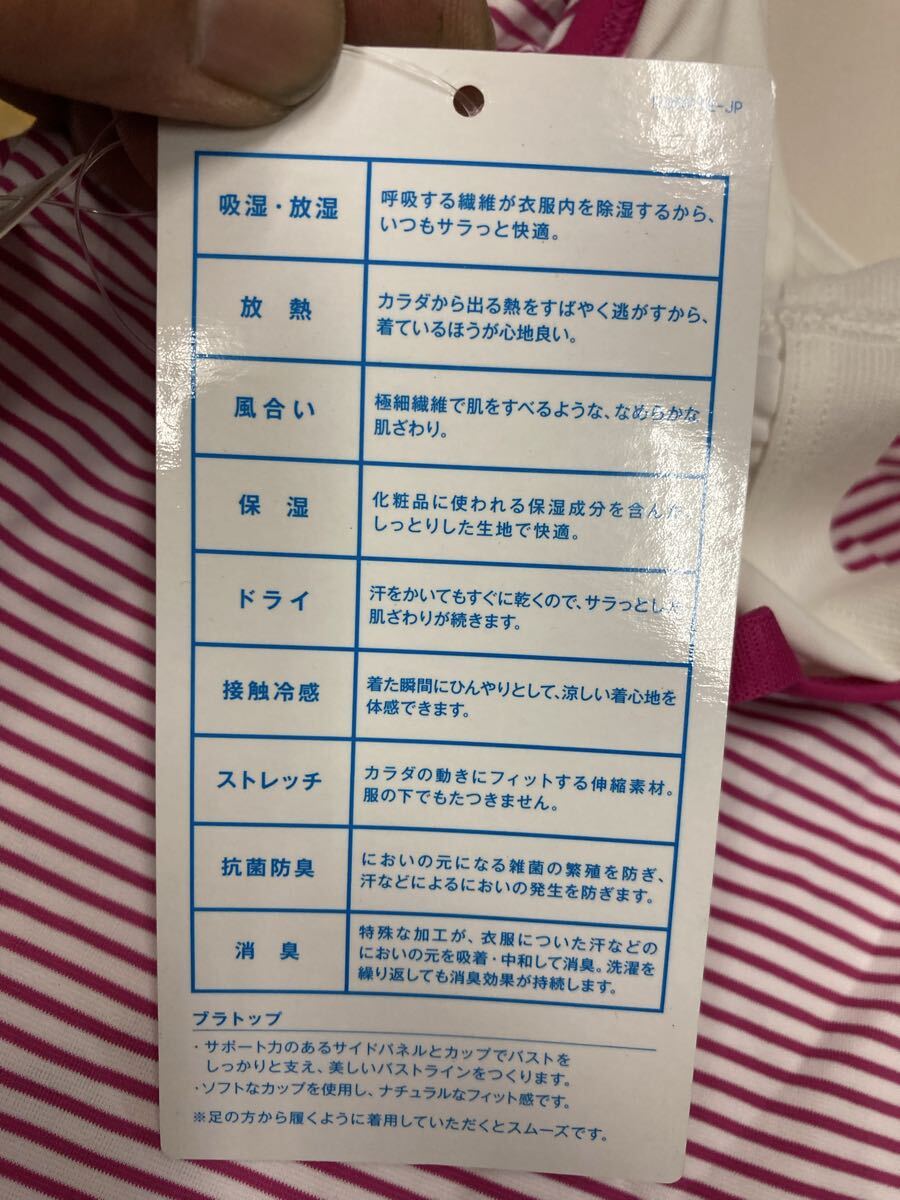 -JP
吸湿・放湿
呼吸する繊維が衣服内を除湿するから、
いつもサラっと快適。
放 熱
カラダから出る熱をすばやく逃がすから、
着ているほうが心地良い。
風合い
極細繊維で肌をすべるような、なめらかな
肌ざわり。
保 湿
化粧品に使われる保湿成分を含んだ
しっとりした生地で快適。
ドライ
汗をかいてもすぐに乾くので、サラっとした
肌ざわりが続きます。
接触冷感
着た瞬間にひんやりとして、涼しい着心地を
体感できます。
ストレッチ
カラダの動きにフィットする伸縮素材。
服の下でもたつきません。
抗菌防臭
においの元になる雑菌の繁殖を防ぎ、
汗などによるにおいの発生を防ぎます。
消 臭
特殊な加工が、衣服についた汗などの
においの元を吸着・中和して消臭。洗濯を
繰り返しても消臭効果が持続します。
ブラトップ
・サポート力のあるサイドパネルとカップでバストを
しっかりと支え、美しいバストラインをつくります。
・ソフトなカップを使用し、ナチュラルなフィット感です。
※足の方から履くように着用していただくとスムーズです。